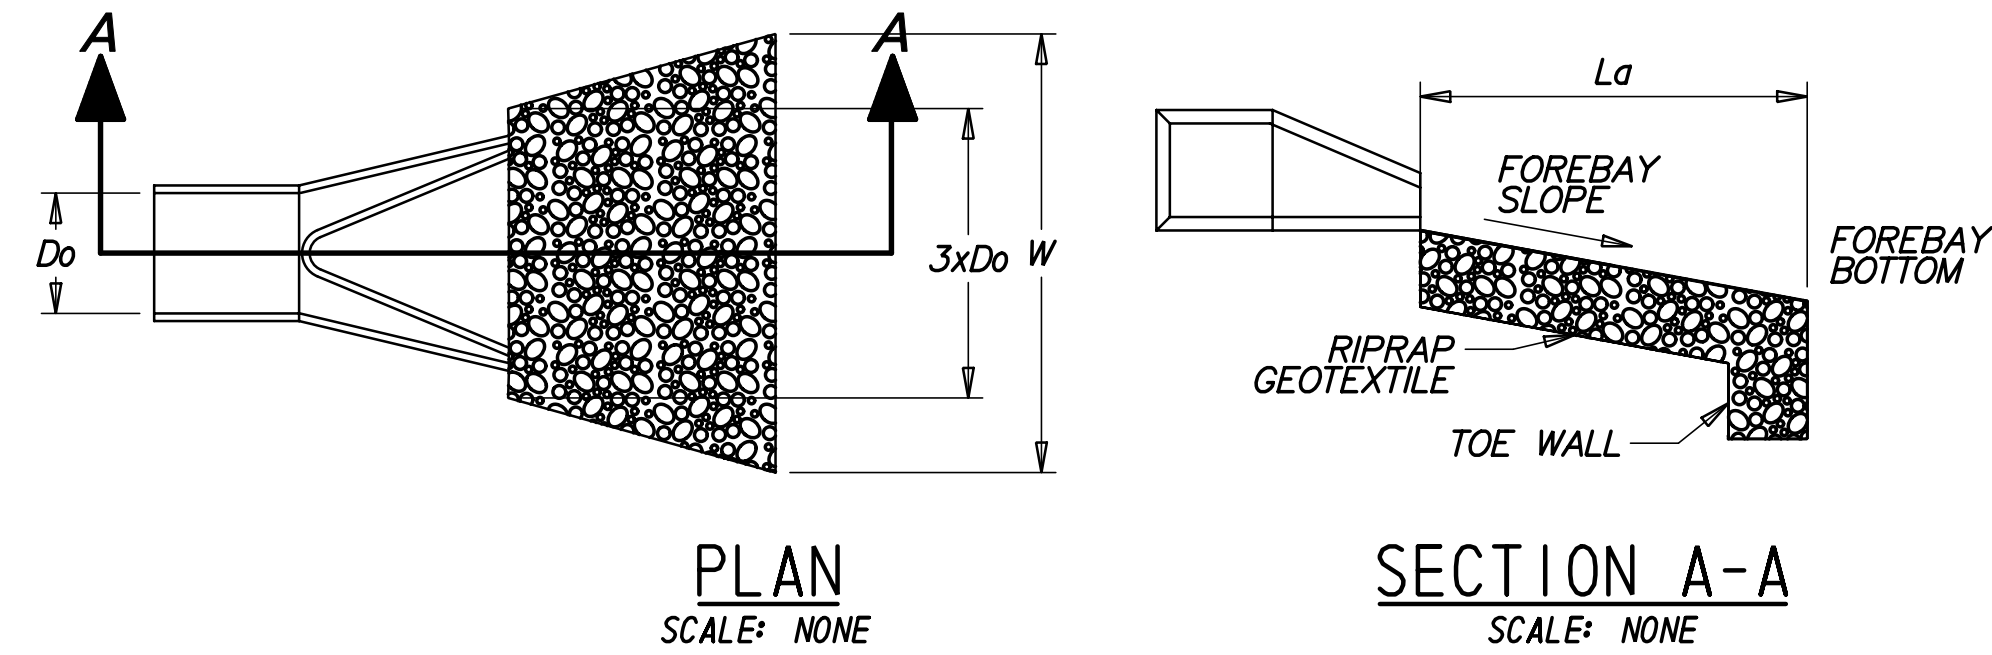 A
A
Do
3xDo
W
PLAN
SCALE: NONE
La
FOREBAY
SLOPE
FOREBAY
BOTTOM
RIPRAP
GEOTEXTILE
TOE WALL
SECTION A-A
SCALE: NONE